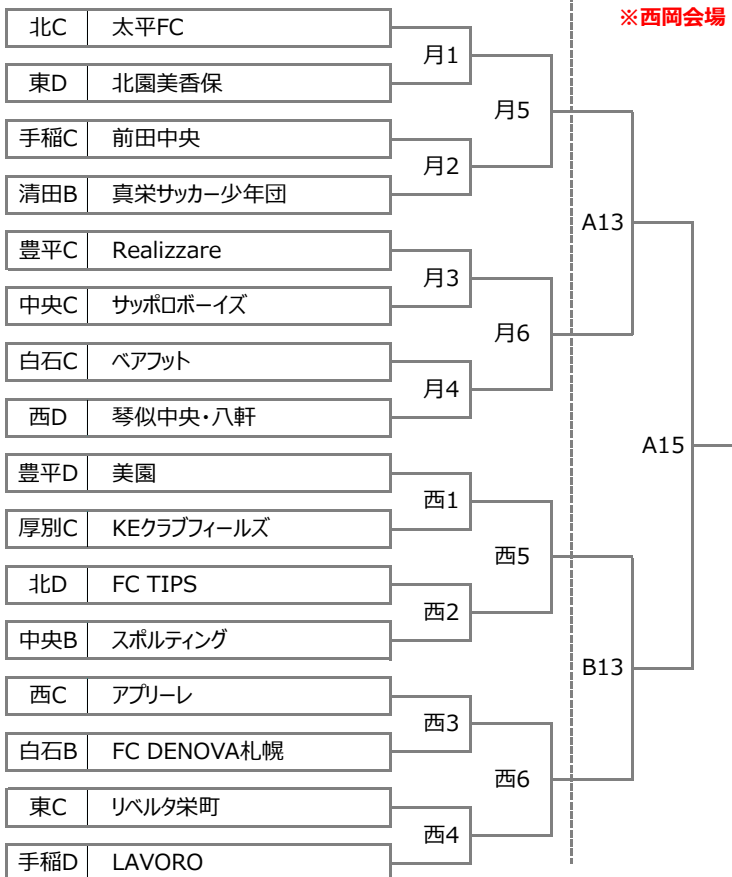 ※西岡会場
北C 太平FC
月1
東D 北園美香保
月5
手稲C 前田中央
月2
清田B 真栄サッカー少年団
A13
豊平C Realizzare
月3
中央C サッポロボーイズ
月6
白石C ベアフット
月4
西D 琴似中央・八軒
A15
豊平D 美園
西1
厚別C KEクラブフィールズ
西5
北D FC TIPS
西2
中央B スポルティング
B13
西C アプリーレ
西3
白石B FC DENOVA札幌
西6
東C リベルタ栄町
西4
手稲D LAVORO